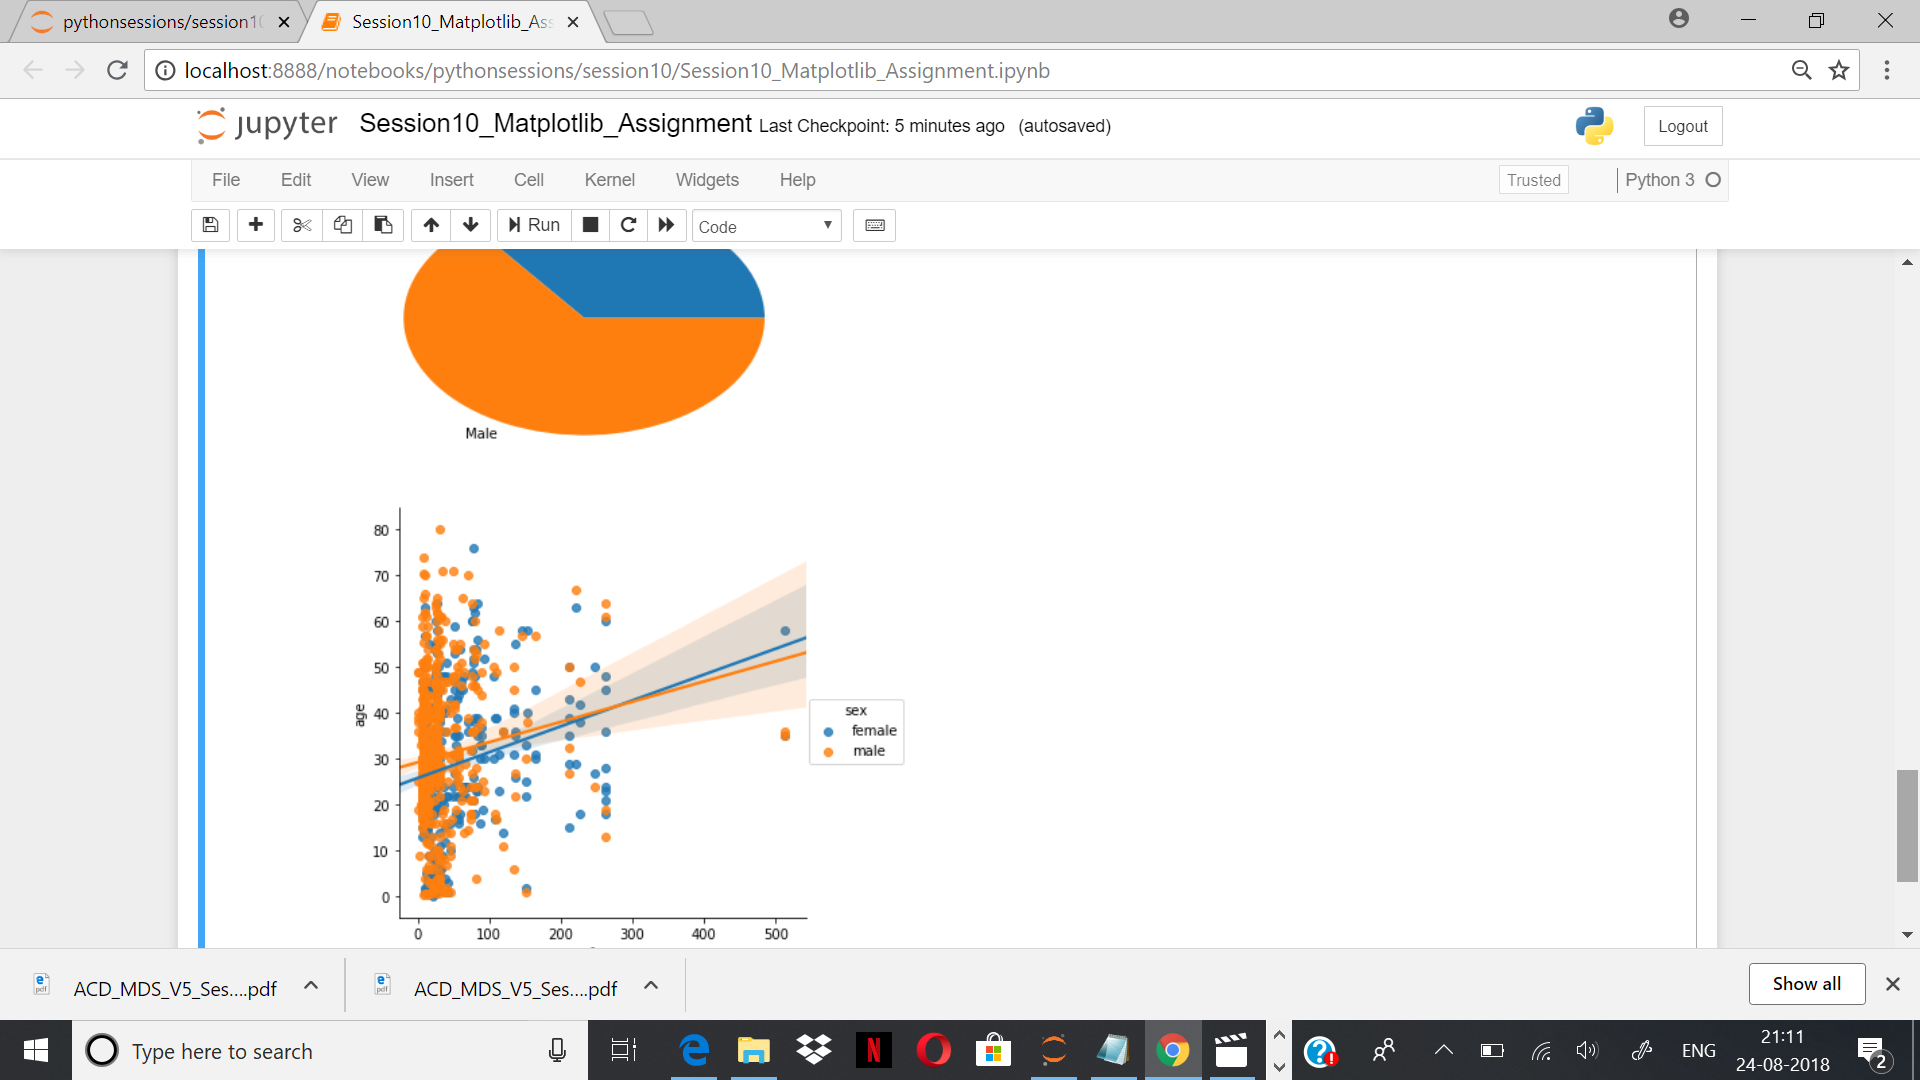 pythonsessions/session1
Session10_Matplotlib_As
localhost:8888/notebooks/pythonsessions/session10/Session10_Matplotlib_Assignment.ipynb
jupyter Session10_Matplotlib_Assignment Last Checkpoint: 5 minutes ago (autosaved)
Logout
File Edit View Insert Cell Kernel Widgets Help
Trusted
Python 3
Run
Code
Male
80
70
60
50
40
30
20
10
0
age
0 100 200 300 400 500
sex
female
male
ACD_MDS_V5_Ses....pdf
ACD_MDS_V5_Ses....pdf
Show all
Type here to search
ENG
21:11
24-08-2018
2